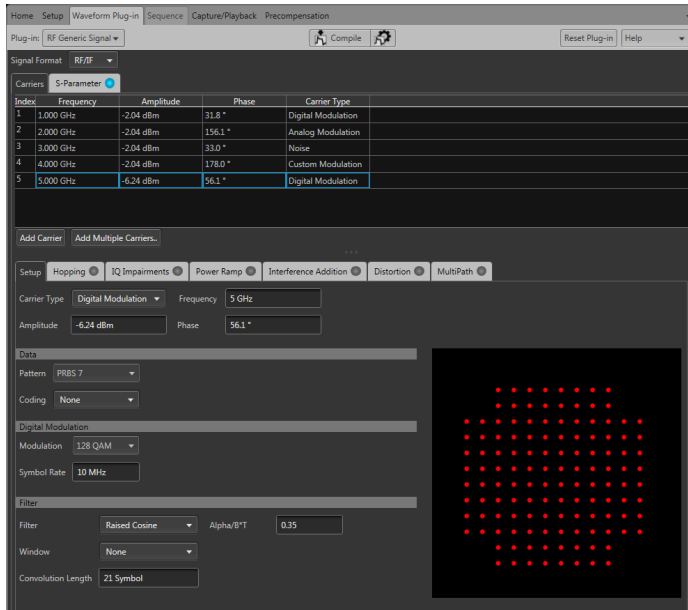 Home Setup Waveform Plug-in Sequence Capture/Playback Precompensation
Plug-in: RF Generic Signal Compile Reset Plug-in Help
Signal Format RF/IF
Carriers S-Parameter
Index Frequency Amplitude Phase Carrier Type
1 1.000 GHz -2.04 dBm 31.8 ° Digital Modulation
2 2.000 GHz -2.04 dBm 156.1 ° Analog Modulation
3 3.000 GHz -2.04 dBm 33.0 ° Noise
4 4.000 GHz -2.04 dBm 178.0 ° Custom Modulation
5 5.000 GHz -6.24 dBm 56.1 ° Digital Modulation
Add Carrier Add Multiple Carriers..
Setup Hopping IQ Impairments Power Ramp Interference Addition Distortion MultiPath
Carrier Type Digital Modulation Frequency 5 GHz
Amplitude -6.24 dBm Phase 56.1 °
Data
Pattern PRBS 7
Coding None
Digital Modulation
Modulation 128 QAM
Symbol Rate 10 MHz
Filter
Filter Raised Cosine Alpha/B*T 0.35
Window None
Convolution Length 21 Symbol